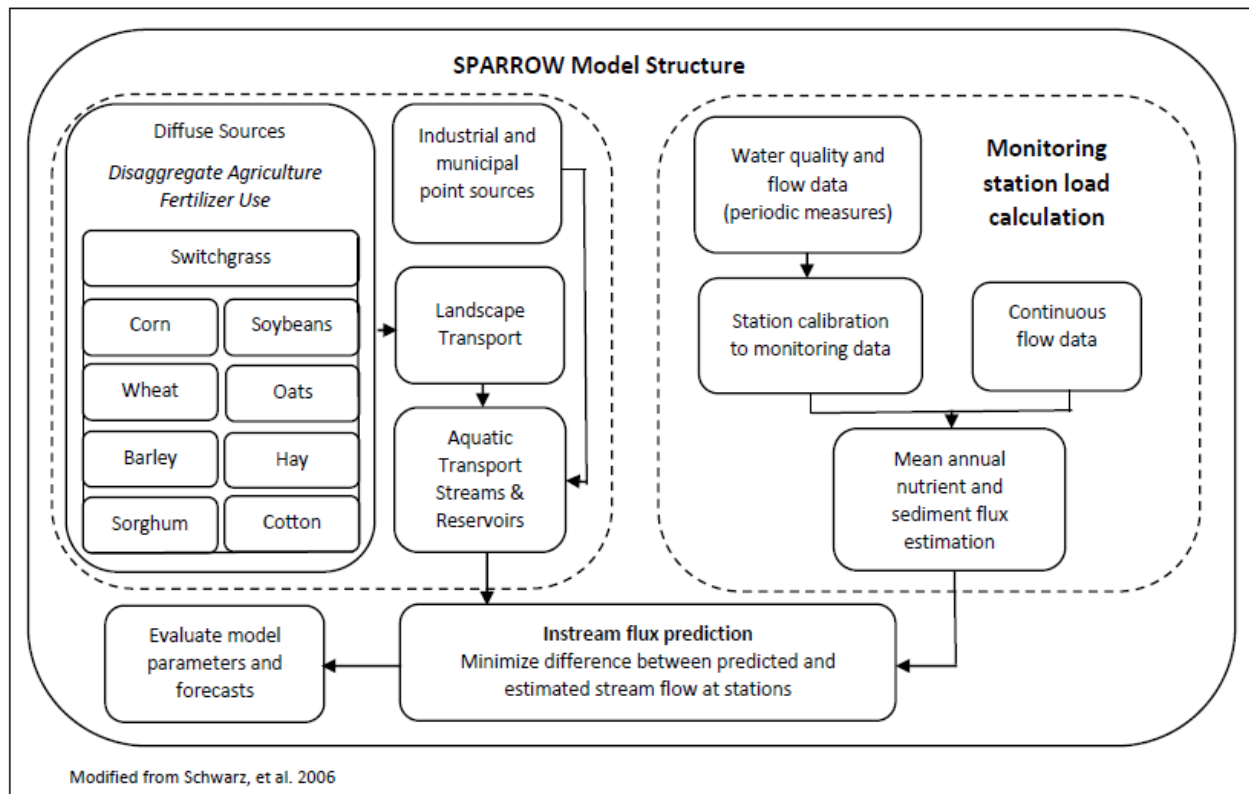 SPARROW Model Structure
Diffuse Sources
Disaggregate Agriculture
Fertilizer Use
Switchgrass
Corn
Soybeans
Wheat
Oats
Barley
Hay
Sorghum
Cotton
Industrial and
municipal
point sources
Landscape
Transport
Aquatic
Transport
Streams &
Reservoirs
Water quality and
flow data
(periodic measures)
Monitoring
station load
calculation
Station calibration
to monitoring data
Continuous
flow data
Mean annual
nutrient and
sediment flux
estimation
Instream flux prediction
Minimize difference between predicted and
estimated stream flow at stations
Evaluate model
parameters and
forecasts
Modified from Schwarz, et al. 2006